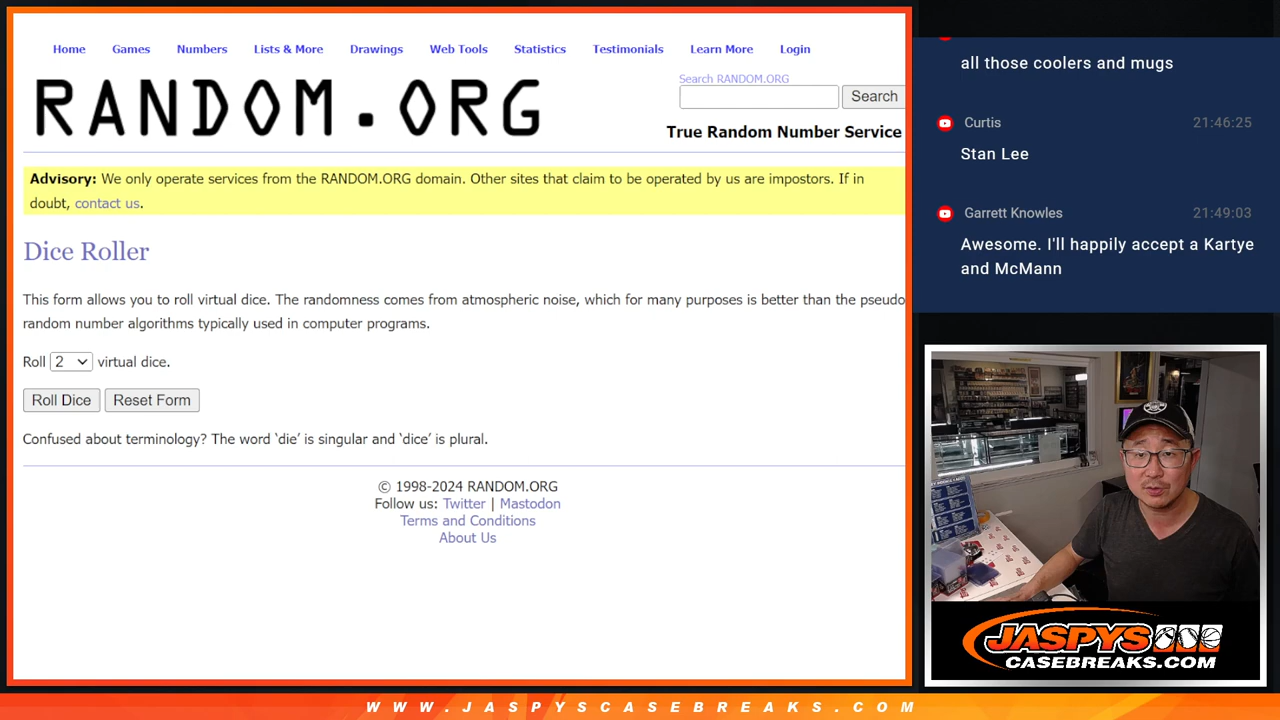 Home Games Numbers Lists & More Drawings Web Tools Statistics Testimonials Learn More Login
RANDOM.ORG
Search RANDOM.ORG
Search
True Random Number Service
Advisory: We only operate services from the RANDOM.ORG domain. Other sites that claim to be operated by us are impostors. If in
doubt, contact us.
Dice Roller
This form allows you to roll virtual dice. The randomness comes from atmospheric noise, which for many purposes is better than the pseudo
random number algorithms typically used in computer programs.
Roll 2 virtual dice.
Roll Dice Reset Form
Confused about terminology? The word ‘die’ is singular and ‘dice’ is plural.
© 1998-2024 RANDOM.ORG
Follow us: Twitter | Mastodon
Terms and Conditions
About Us
all those coolers and mugs
Curtis 21:46:25
Stan Lee
Garrett Knowles 21:49:03
Awesome. I'll happily accept a Kartye
and McMann
JASPYS
CASEBREAKS.COM
WWW.JASPYSCASEBREAKS.COM